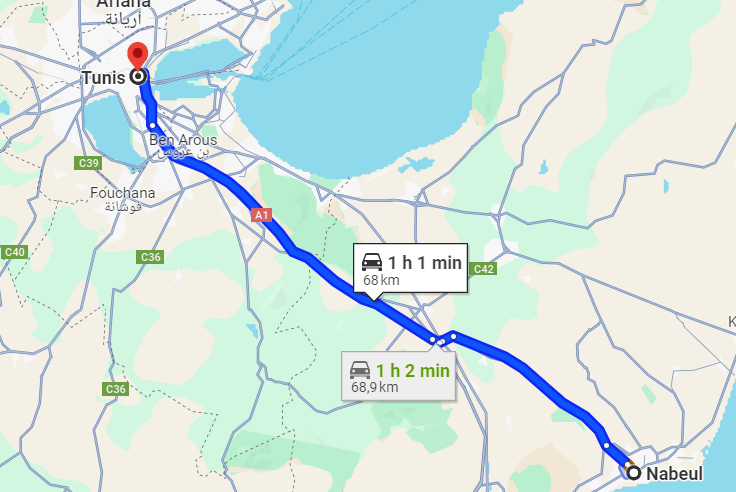 Ariana
أريانة
Tunis
Ben Arous
بن عروس
C39
Fouchana
فوشانة
A1
C40
C36
1 h 1 min
68 km
C42
1 h 2 min
68,9 km
C36
Nabeul